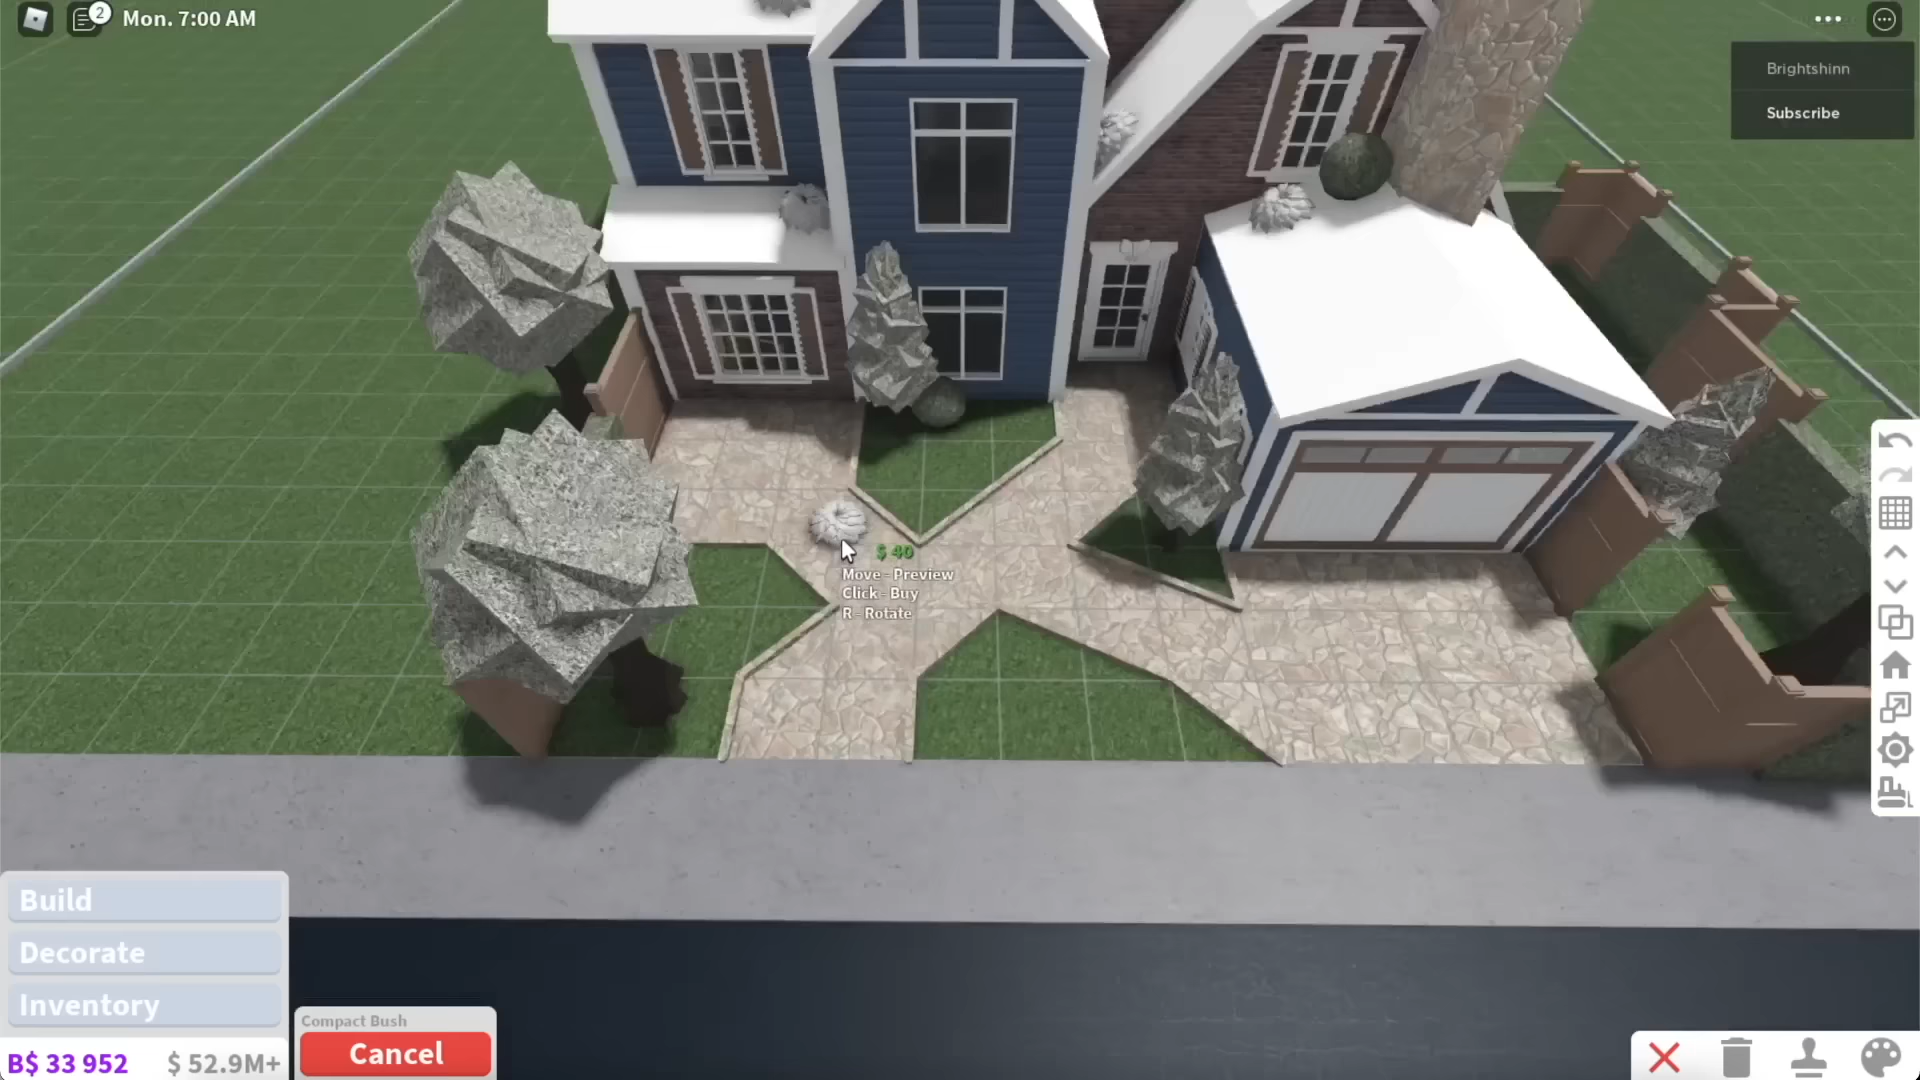 2
Mon. 7:00 AM
Brightshinn
Subscribe
$ 40
Move - Preview
Click - Buy
R - Rotate
Build
Decorate
Inventory
B$ 33 952
$ 52.9M+
Compact Bush
Cancel